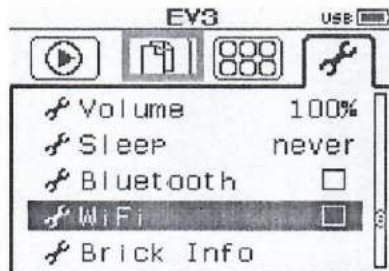 EV3 USB
Volume 100%
Sleep never
Bluetooth
WiFi
Brick Info